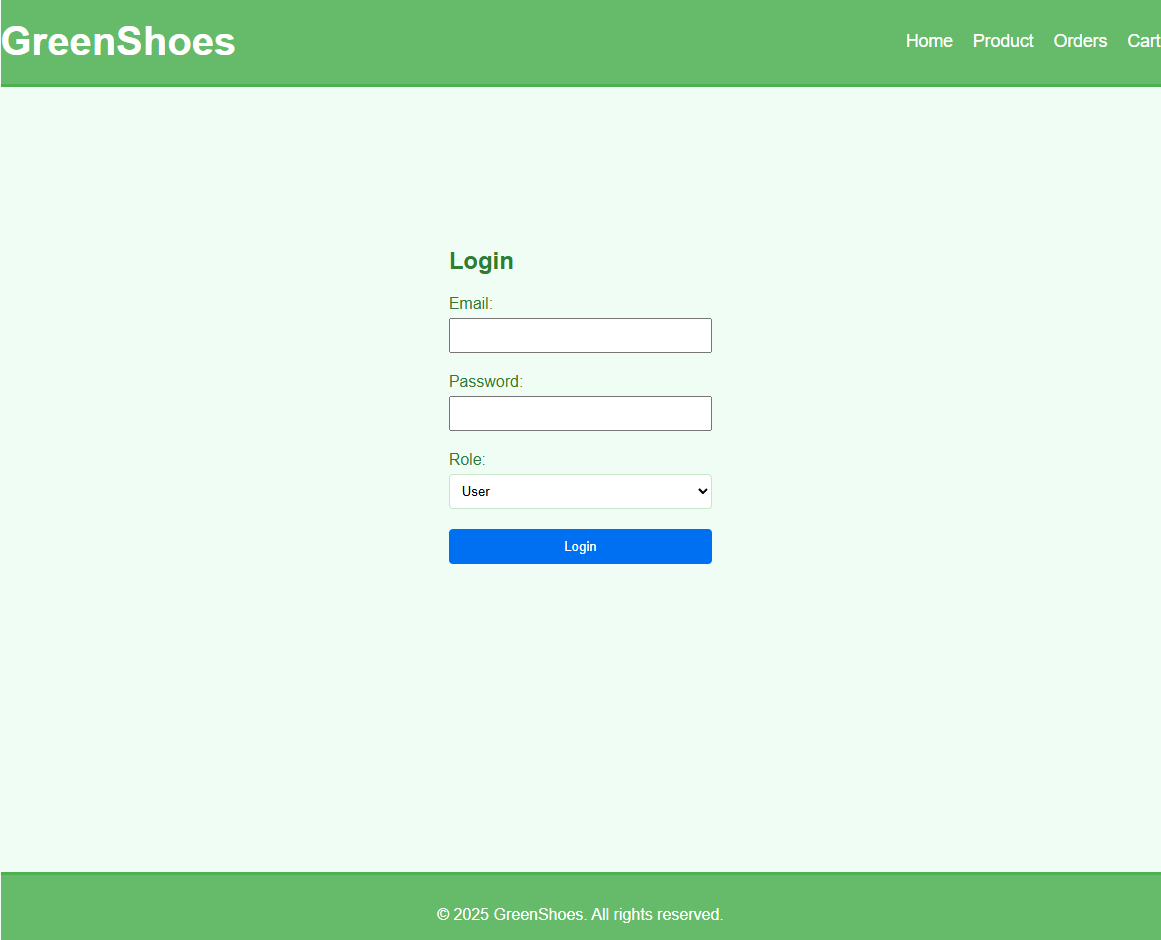 GreenShoes
Home Product Orders Cart
Login
Email:
Password:
Role:
User
Login
© 2025 GreenShoes. All rights reserved.